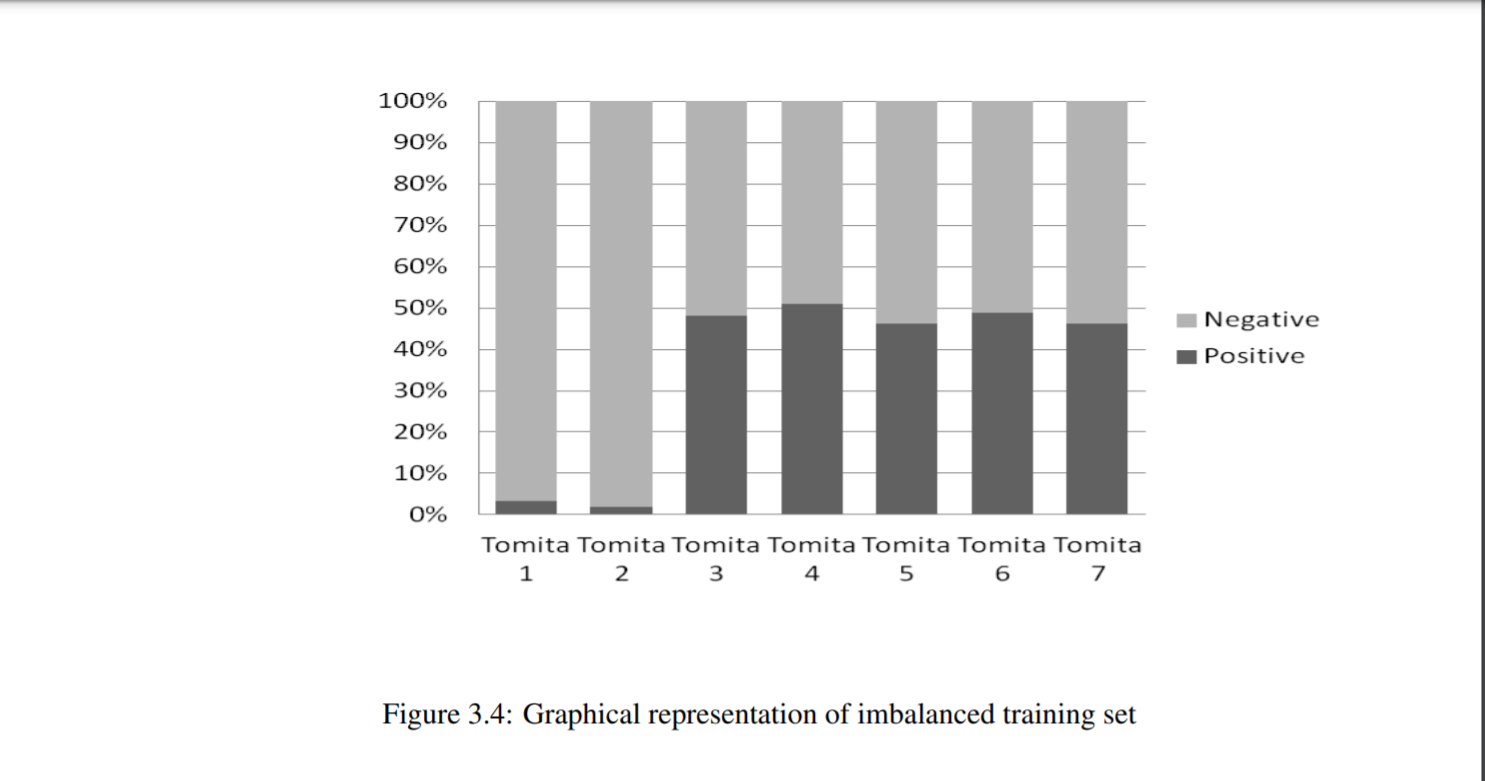 100%
90%
80%
70%
60%
50%
40%
30%
20%
10%
0%
Tomita Tomita Tomita Tomita Tomita Tomita Tomita
1 2 3 4 5 6 7
Negative
Positive
Figure 3.4: Graphical representation of imbalanced training set